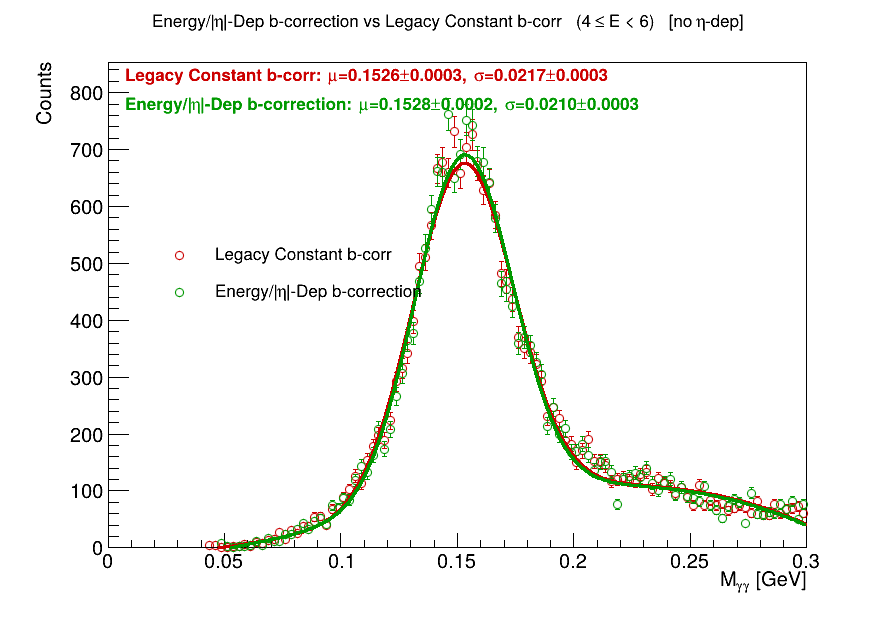 Energy/|η|-Dep b-correction vs Legacy Constant b-corr (4 ≤ E < 6) [no η-dep]
Counts
Legacy Constant b-corr: μ=0.1526±0.0003, σ=0.0217±0.0003
Energy/|η|-Dep b-correction: μ=0.1528±0.0002, σ=0.0210±0.0003
800
700
600
500
400
300
200
100
0
Legacy Constant b-corr
Energy/|η|-Dep b-correction
0 0.05 0.1 0.15 0.2 0.25 0.3
Mγγ [GeV]